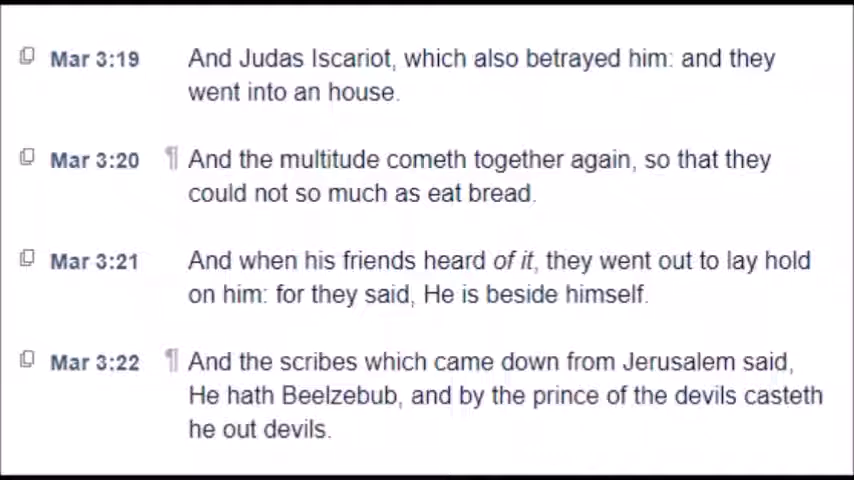 Mar 3:19 And Judas Iscariot, which also betrayed him: and they
went into an house.
Mar 3:20 ¶ And the multitude cometh together again, so that they
could not so much as eat bread.
Mar 3:21 And when his friends heard of it, they went out to lay hold
on him: for they said, He is beside himself.
Mar 3:22 ¶ And the scribes which came down from Jerusalem said,
He hath Beelzebub, and by the prince of the devils casteth
he out devils.